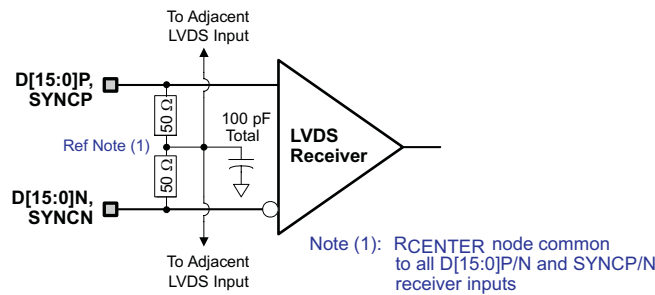 To Adjacent
LVDS Input
D[15:0]P,
SYNCP
50 Ω
100 pF
Total
LVDS
Receiver
Ref Note (1)
50 Ω
D[15:0]N,
SYNCN
To Adjacent
LVDS Input
Note (1): RCENTER node common
to all D[15:0]P/N and SYNCP/N
receiver inputs